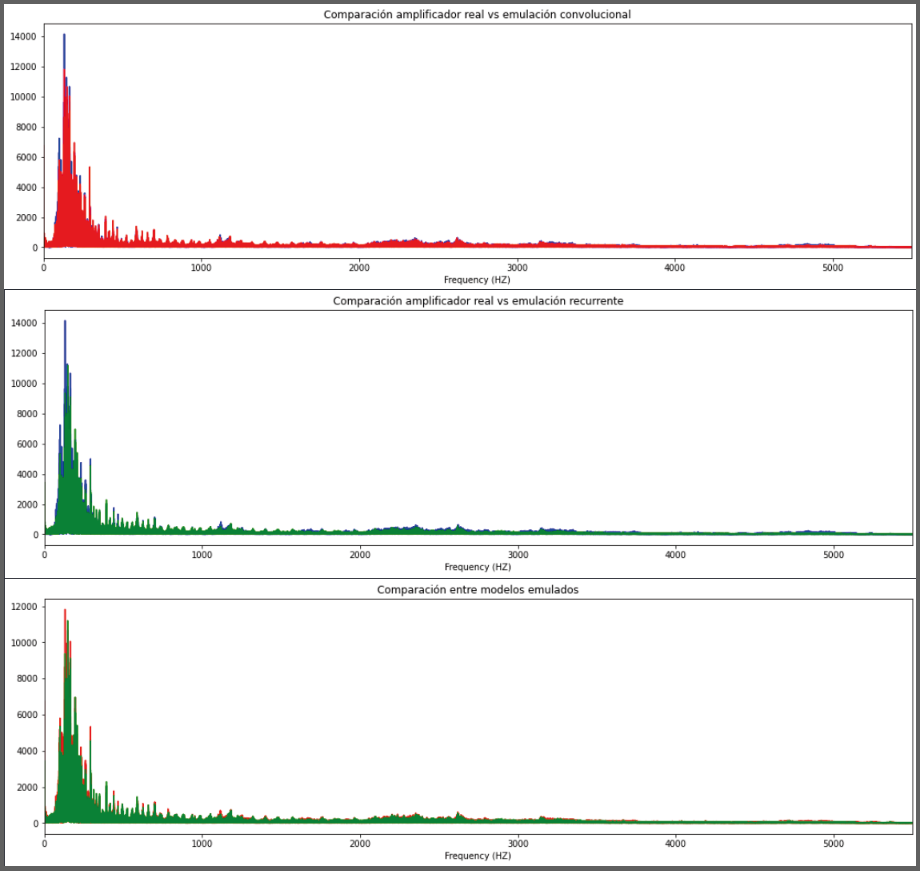 Comparación amplificador real vs emulación convolucional
14000
12000
10000
8000
6000
4000
2000
0
0 1000 2000 3000 4000 5000
Frequency (HZ)
Comparación amplificador real vs emulación recurrente
14000
12000
10000
8000
6000
4000
2000
0
0 1000 2000 3000 4000 5000
Frequency (HZ)
Comparación entre modelos emulados
12000
10000
8000
6000
4000
2000
0
0 1000 2000 3000 4000 5000
Frequency (HZ)